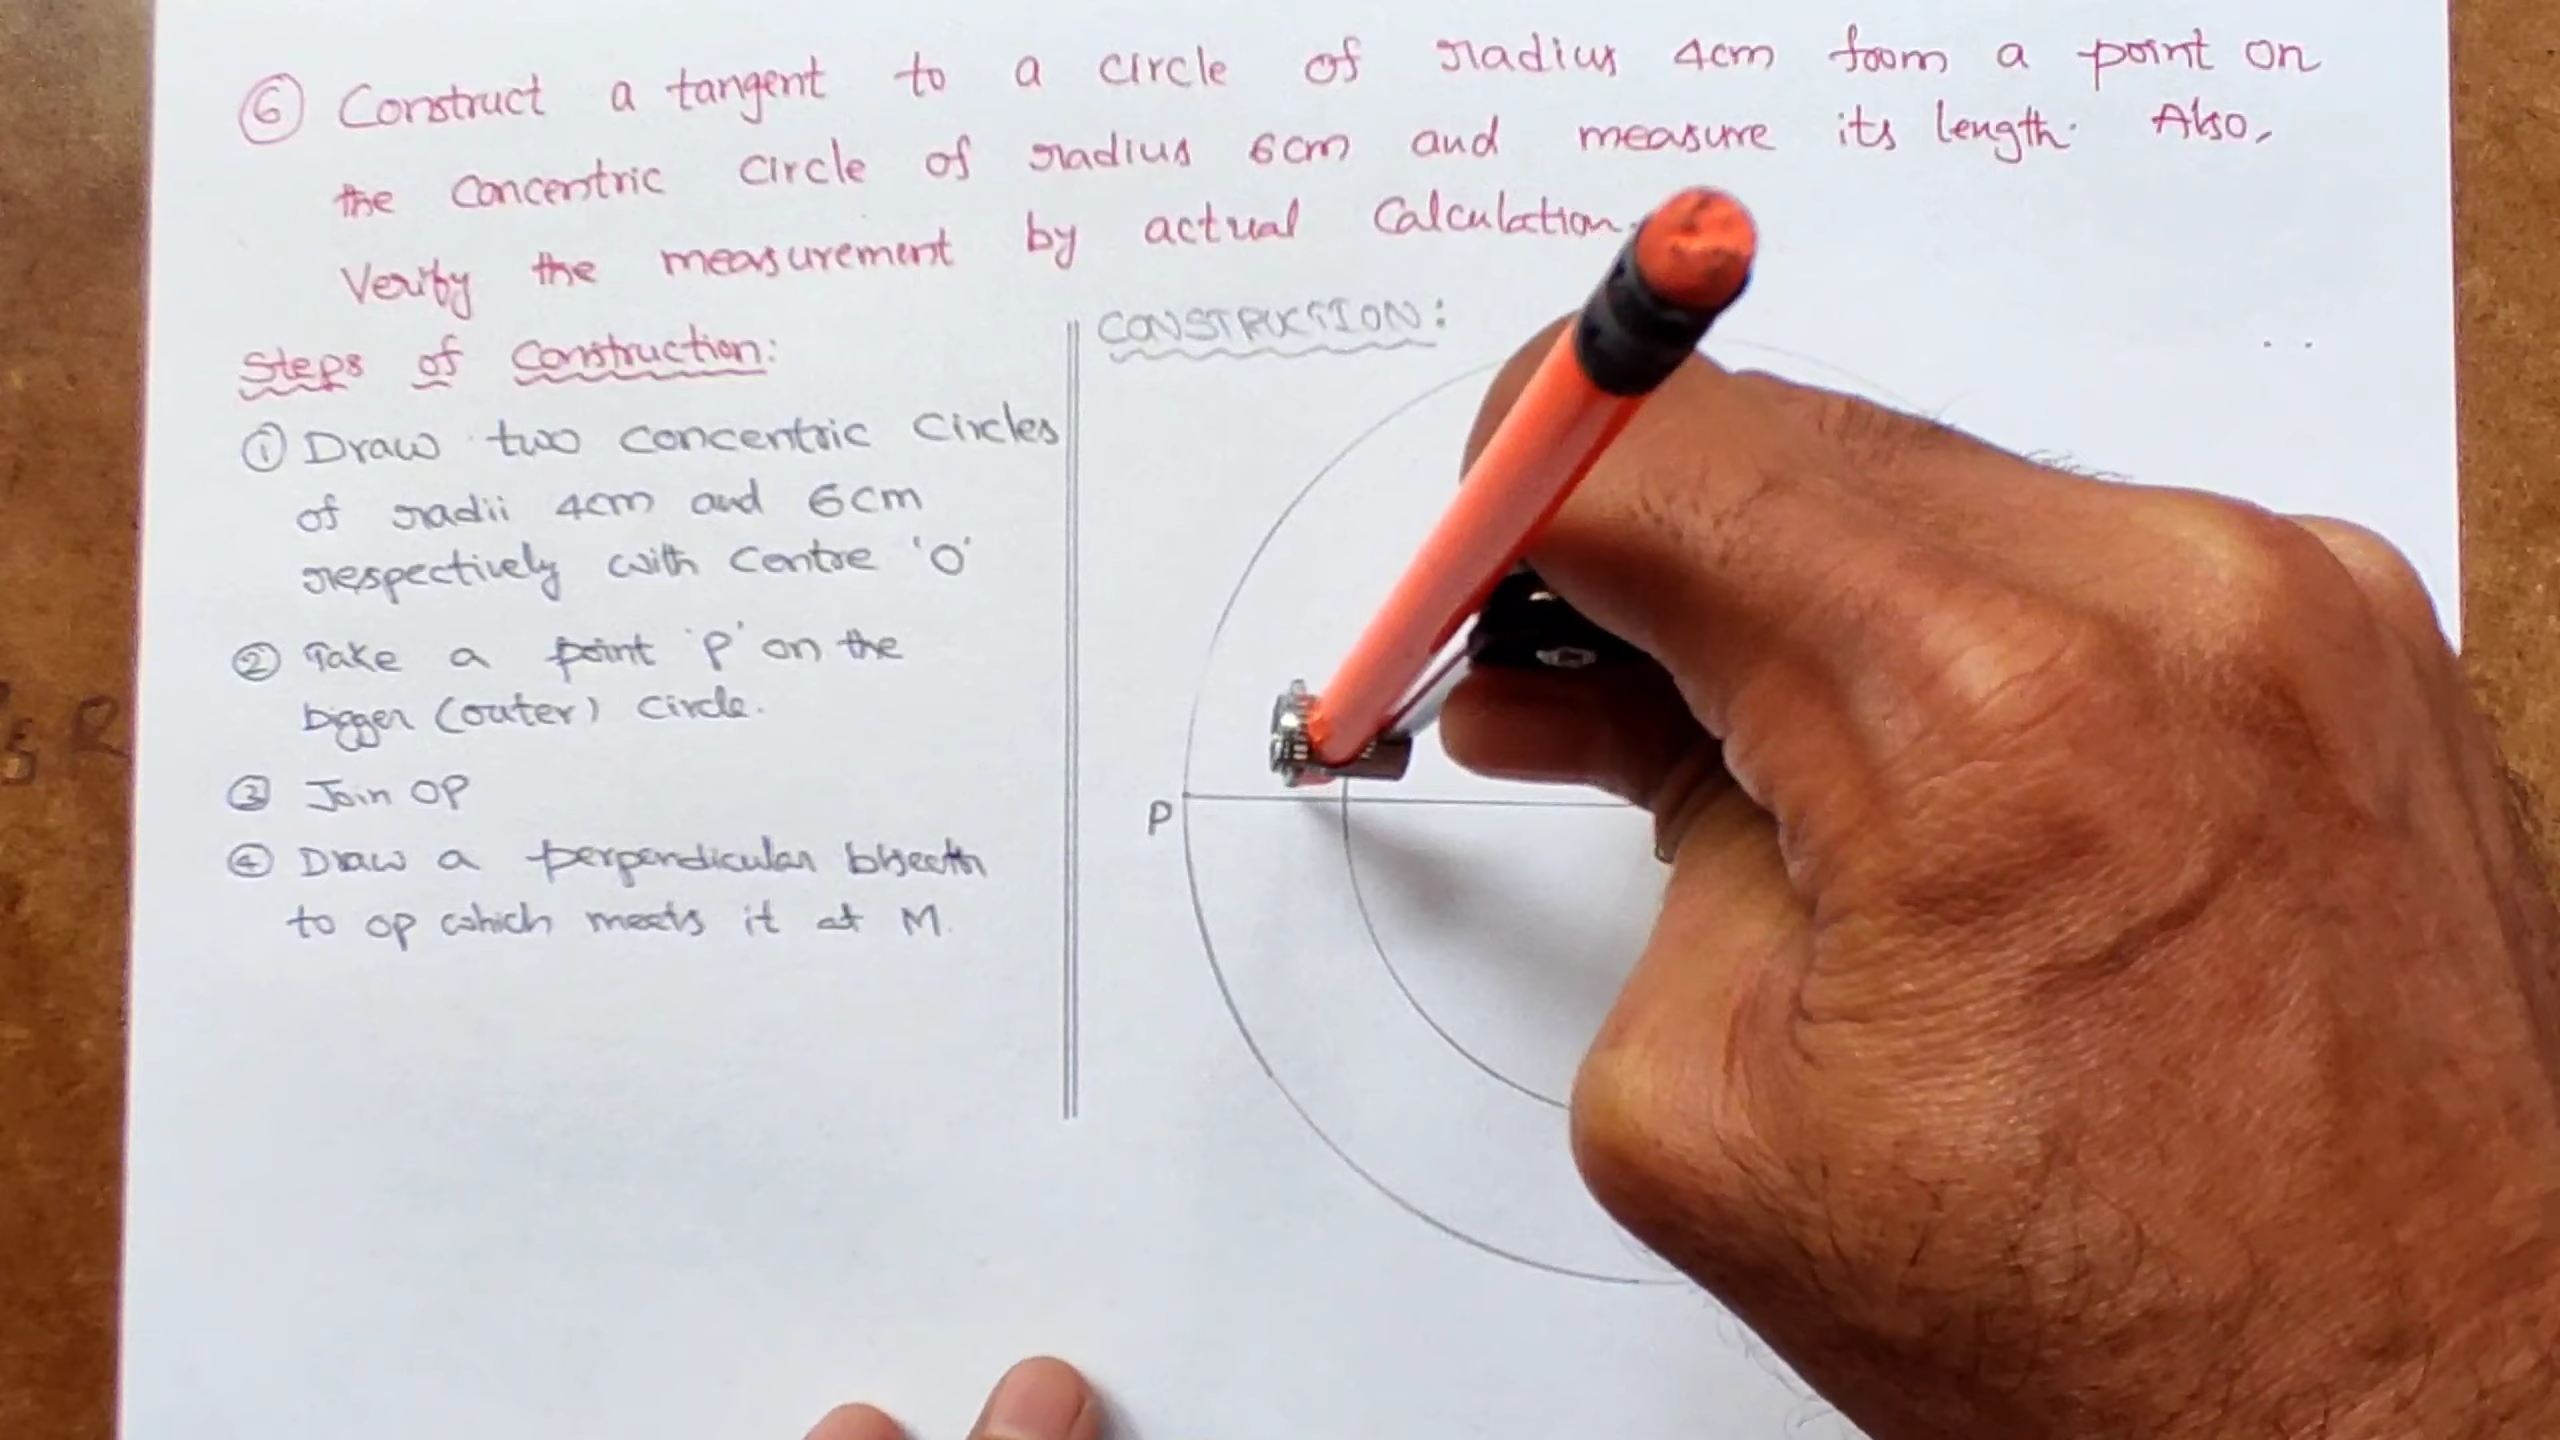 6 Construct a tangent to a circle of radius 4cm from a point on
the concentric circle of radius 6cm and measure its length. Also,
Verify the measurement by actual Calculation.
Steps of Construction:
CONSTRUCTION:
1 Draw two concentric circles
of radii 4cm and 6cm
respectively with centre 'O'
2 Take a point 'P' on the
bigger (outer) circle.
3 Join OP
4 Draw a perpendicular
to OP which meets it at M.
P